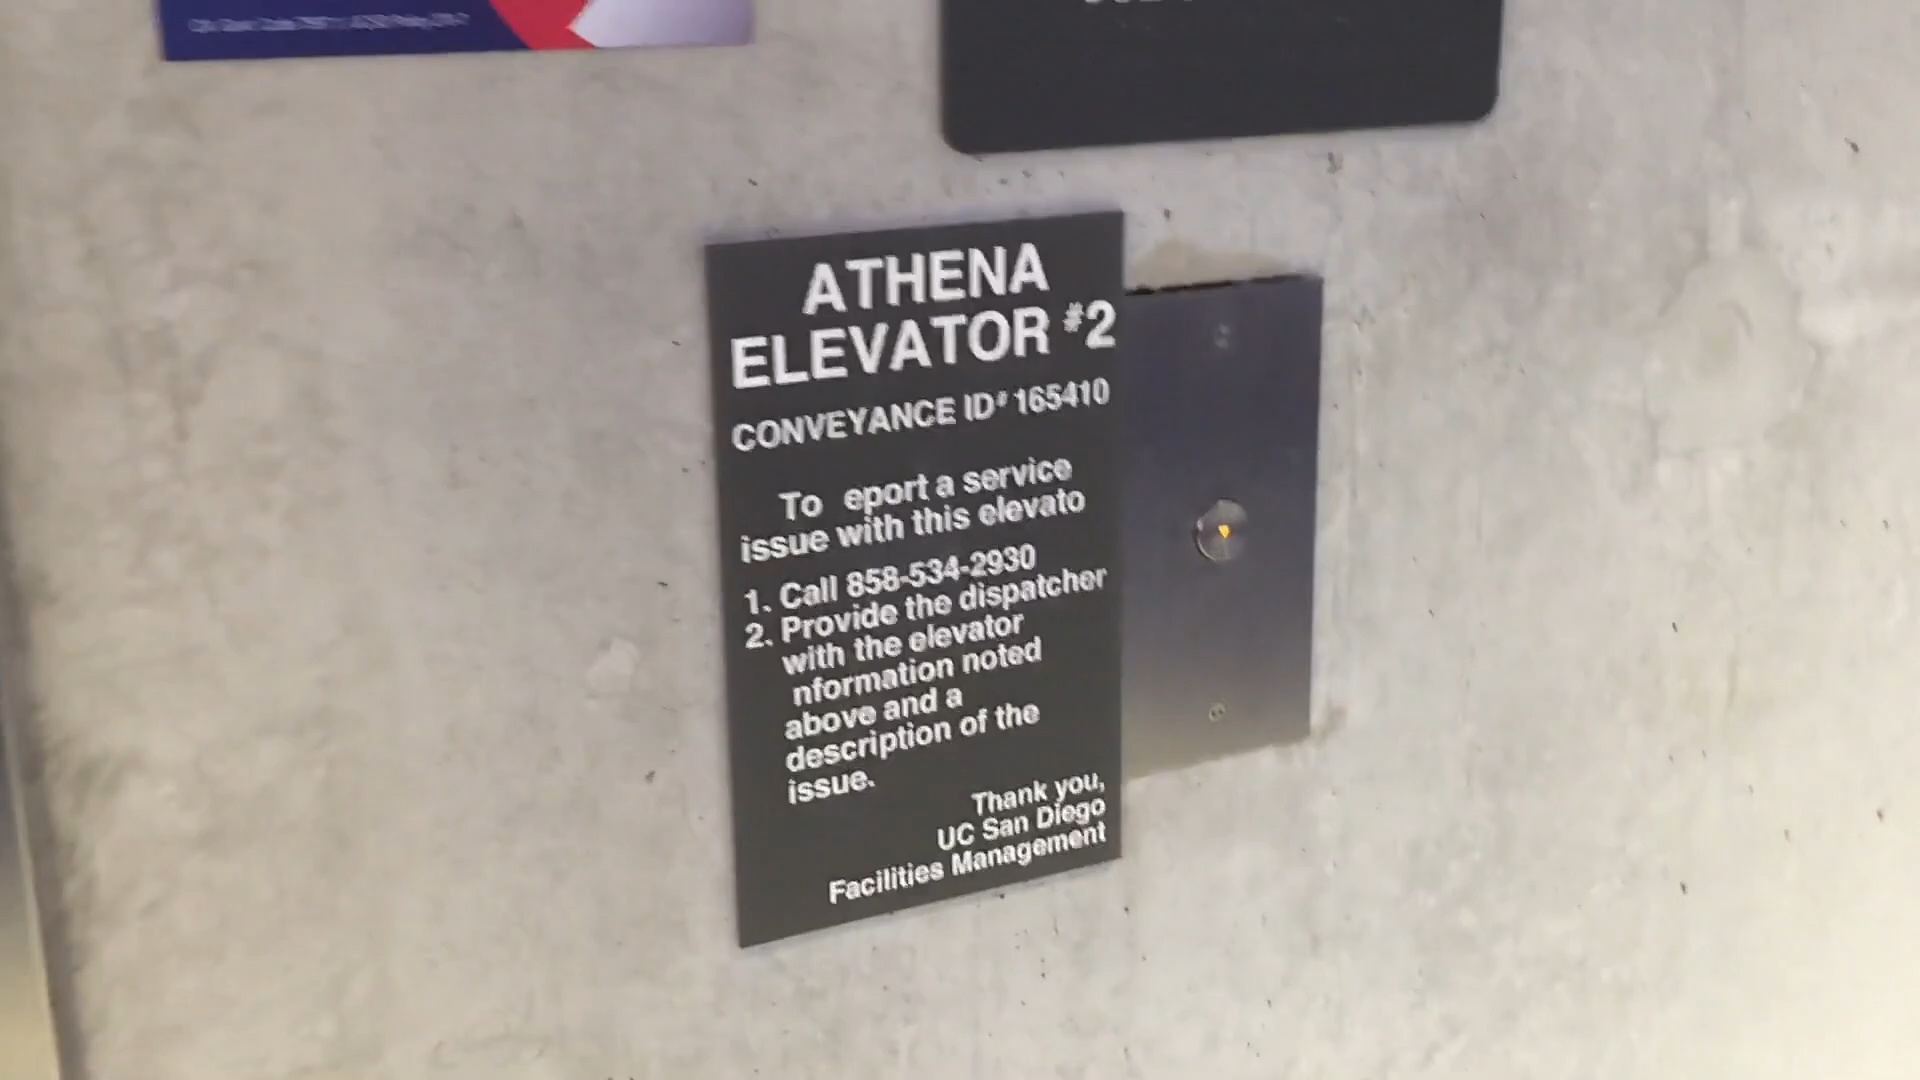 ATHENA
ELEVATOR #2
CONVEYANCE ID# 165410
To eport a service
issue with this elevato
1. Call 858-534-2930
2. Provide the dispatcher
with the elevator
nformation noted
above and a
description of the
issue.
Thank you,
UC San Diego
Facilities Management